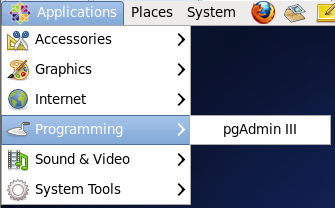 Applications Places System
Accessories
Graphics
Internet
Programming
pgAdmin III
Sound & Video
System Tools